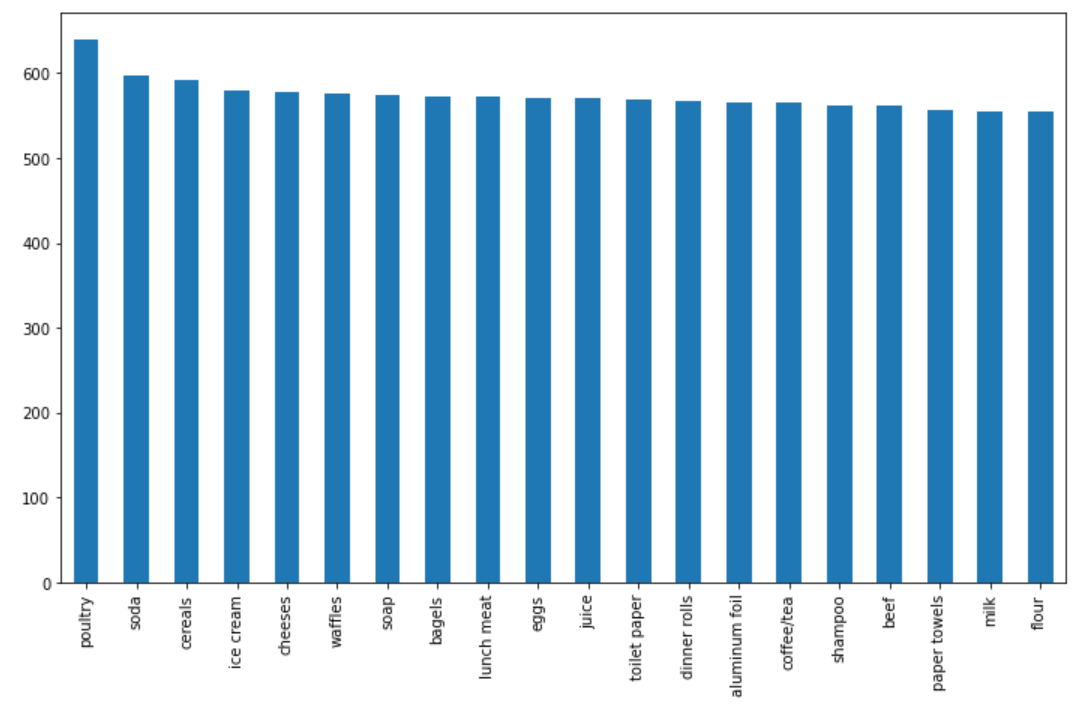 600
500
400
300
200
100
0
poultry
soda
cereals
ice cream
cheeses
waffles
soap
bagels
lunch meat
eggs
juice
toilet paper
dinner rolls
aluminum foil
coffee/tea
shampoo
beef
paper towels
milk
flour